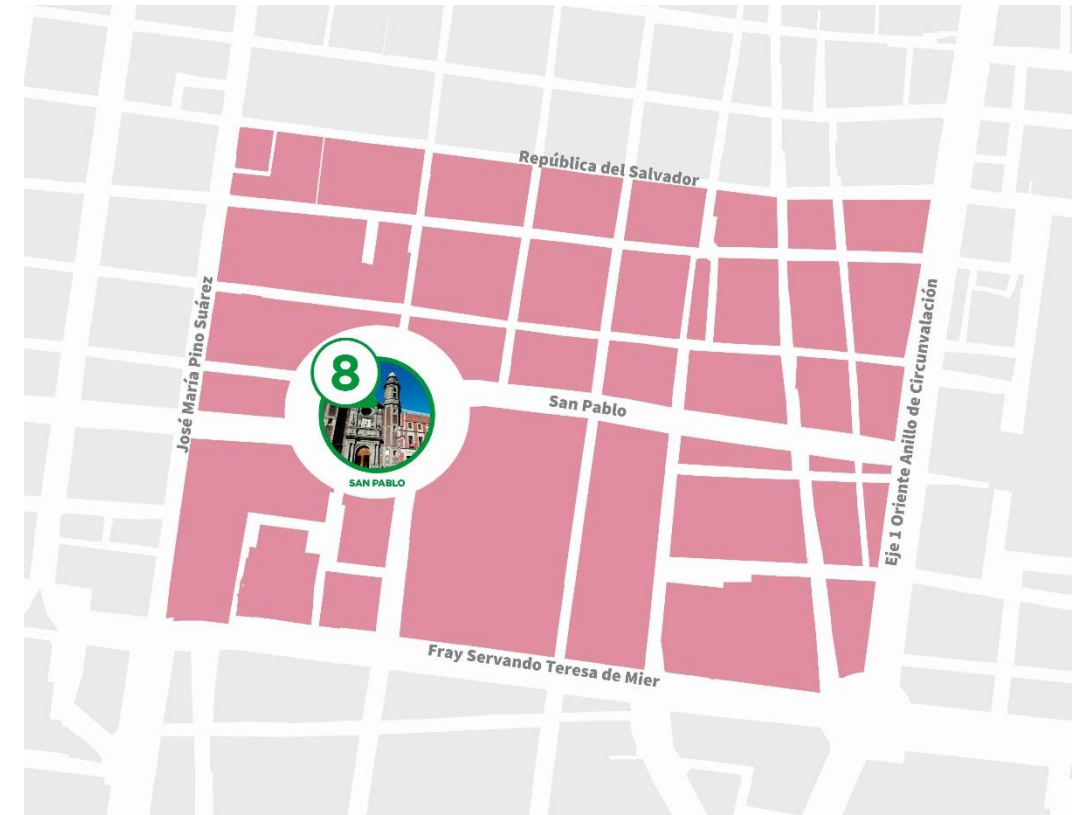 República del Salvador
José María Pino Suárez
8
SAN PABLO
San Pablo
Eje 1 Oriente Anillo de Circunvalación
Fray Servando Teresa de Mier